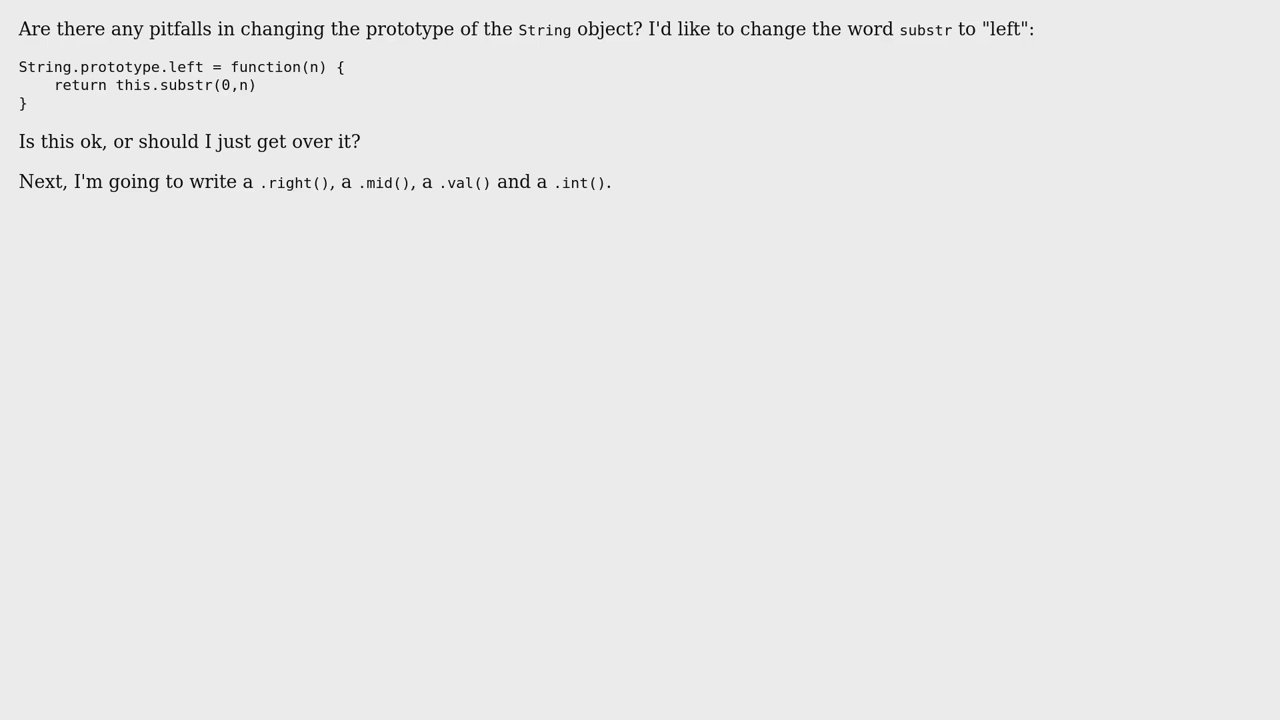 Are there any pitfalls in changing the prototype of the String object? I'd like to change the word substr to "left":
String.prototype.left = function(n) {
    return this.substr(0,n)
}
Is this ok, or should I just get over it?
Next, I'm going to write a .right(), a .mid(), a .val() and a .int().